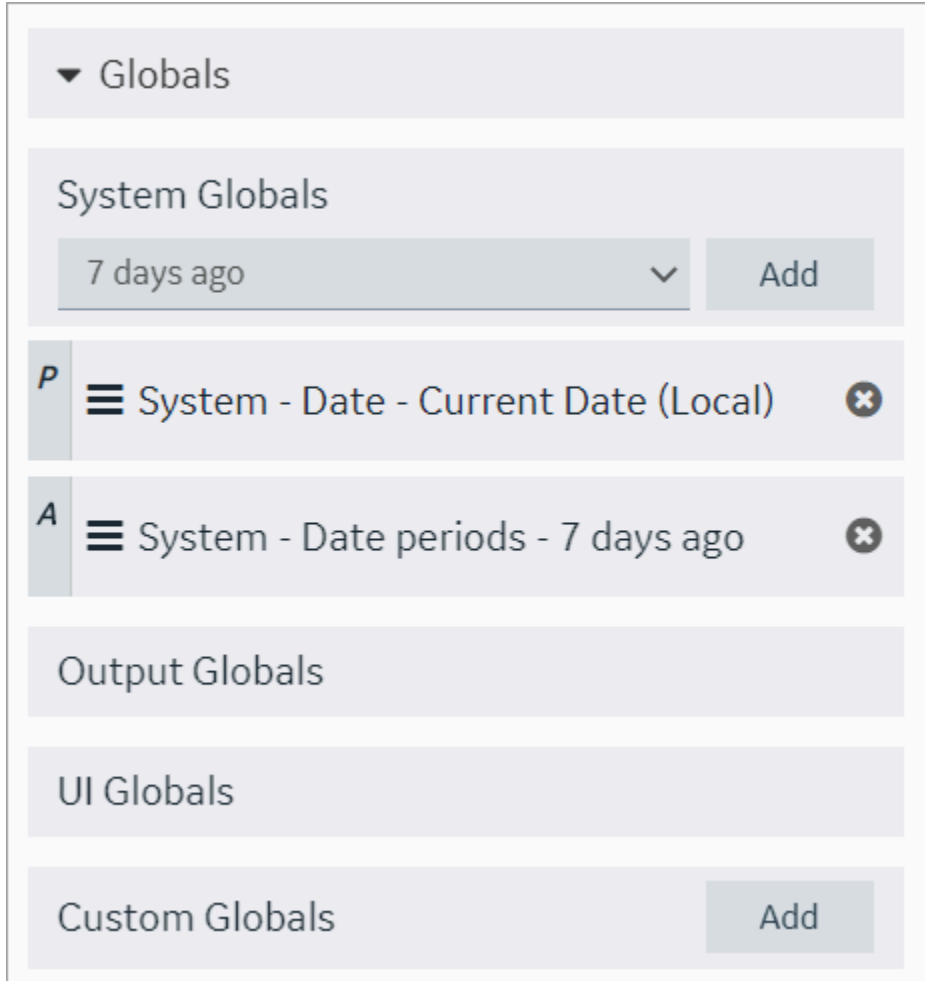 Globals
System Globals
7 days ago
Add
P
System - Date - Current Date (Local)
A
System - Date periods - 7 days ago
Output Globals
UI Globals
Custom Globals
Add